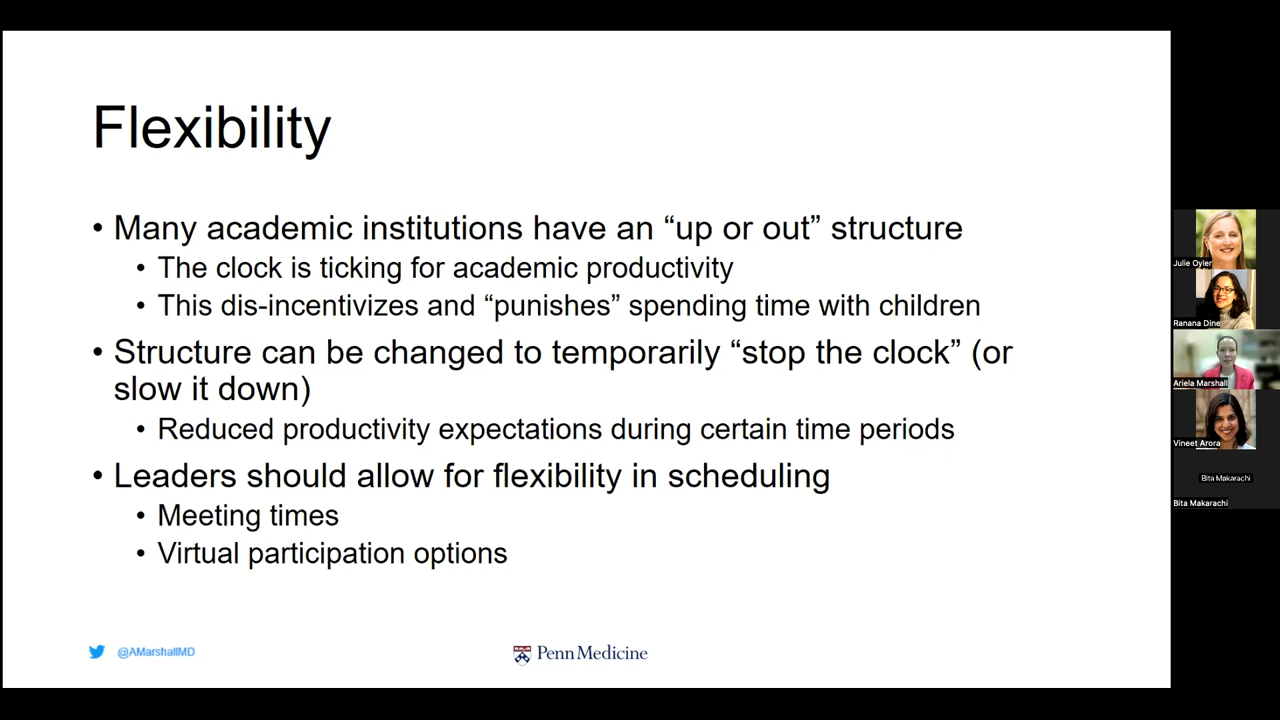 Flexibility
• Many academic institutions have an “up or out” structure
• The clock is ticking for academic productivity
• This dis-incentivizes and “punishes” spending time with children
• Structure can be changed to temporarily “stop the clock” (or
slow it down)
• Reduced productivity expectations during certain time periods
• Leaders should allow for flexibility in scheduling
• Meeting times
• Virtual participation options
@AMarshallMD
Penn Medicine
Julie Oyler
Ranana Dine
Ariela Marshall
Vineet Arora
Bita Makarachi
Bita Makarachi